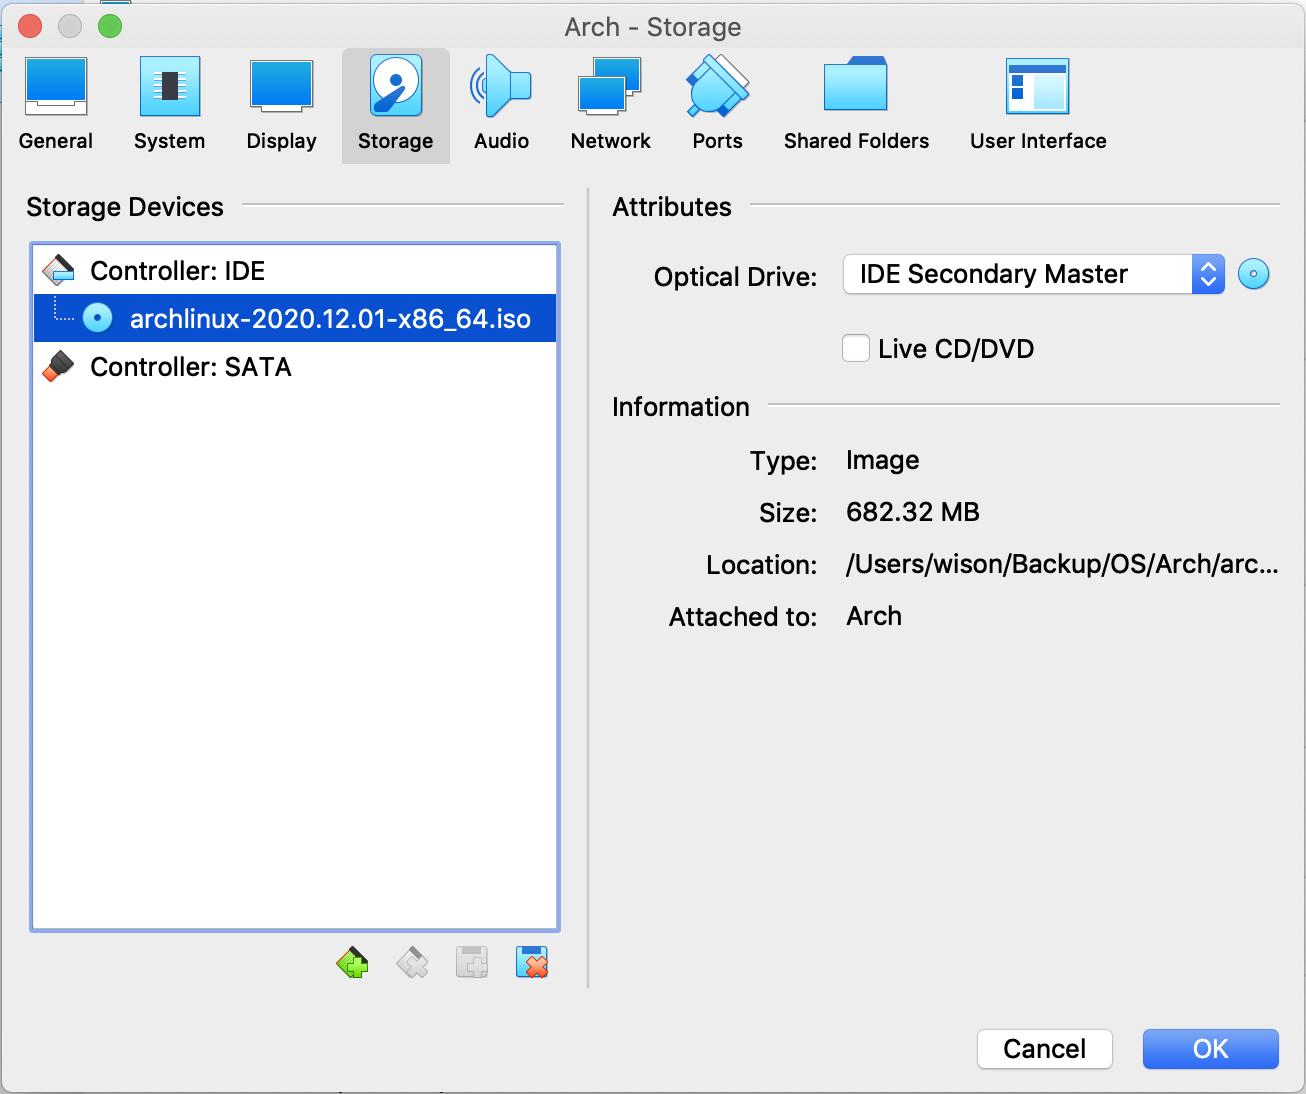 Arch - Storage
General
System
Display
Storage
Audio
Network
Ports
Shared Folders
User Interface
Storage Devices
Controller: IDE
archlinux-2020.12.01-x86_64.iso
Controller: SATA
Attributes
Optical Drive: IDE Secondary Master
Live CD/DVD
Information
Type: Image
Size: 682.32 MB
Location: /Users/wison/Backup/OS/Arch/arc...
Attached to: Arch
Cancel
OK